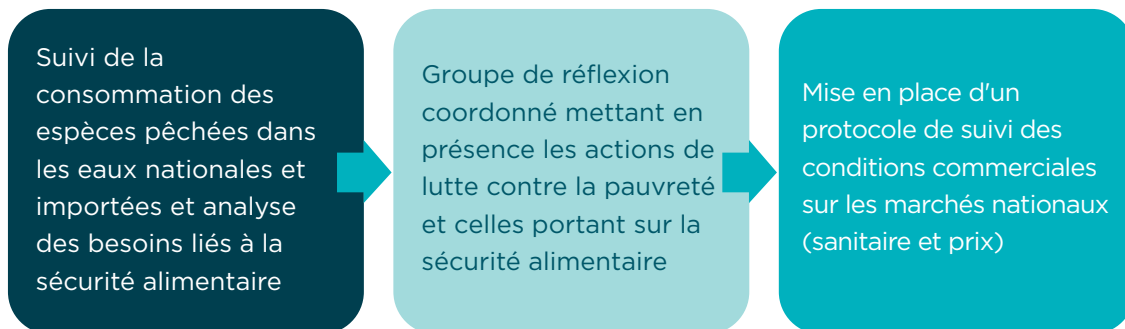 Suivi de la
consommation des
espèces pêchées dans
les eaux nationales et
importées et analyse
des besoins liés à la
sécurité alimentaire
Groupe de réflexion
coordonné mettant en
présence les actions de
lutte contre la pauvreté
et celles portant sur la
sécurité alimentaire
Mise en place d'un
protocole de suivi des
conditions commerciales
sur les marchés nationaux
(sanitaire et prix)